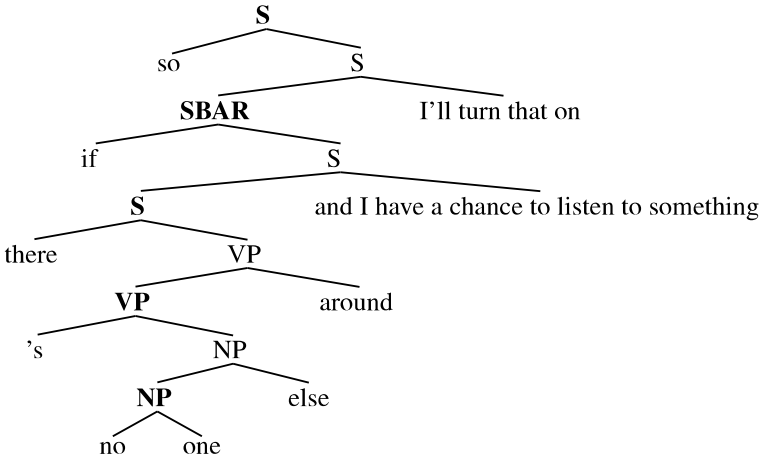 S
so S
SBAR I'll turn that on
if S
S and I have a chance to listen to something
there VP
VP around
's NP
NP else
no one